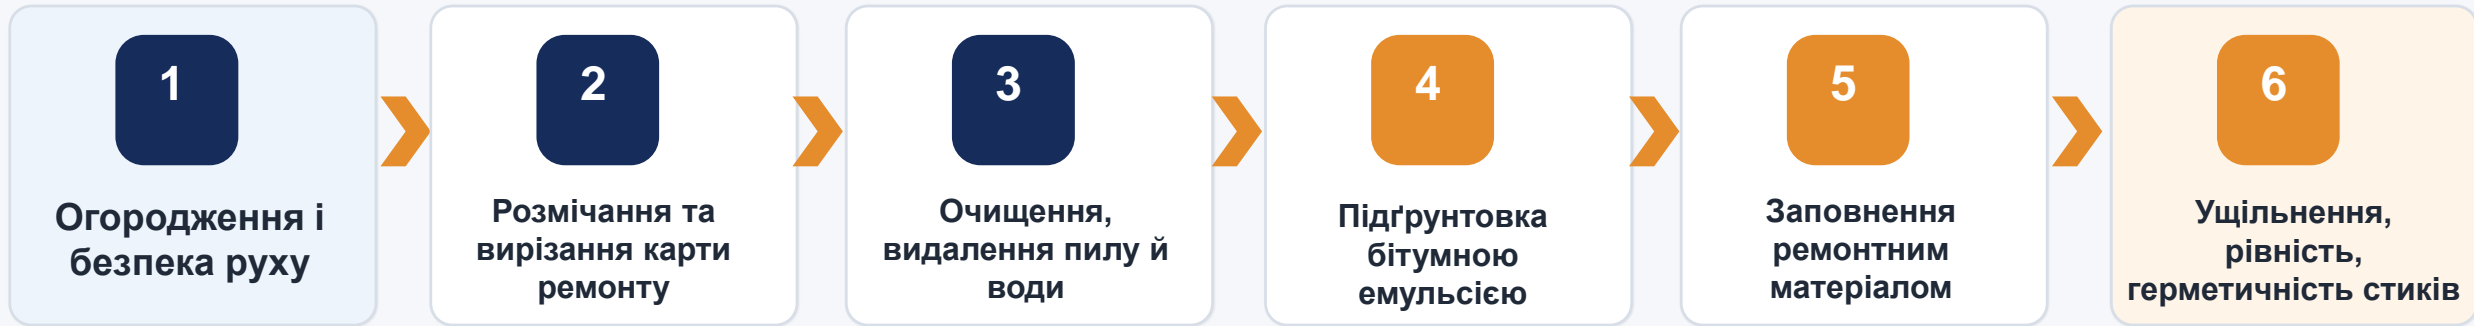 1
Огородження і
безпека руху
2
Розмічання та
вирізання карти
ремонту
3
Очищення,
видалення пилу й
води
4
Підґрунтовка
бітумною
емульсією
5
Заповнення
ремонтним
матеріалом
6
Ущільнення,
рівність,
герметичність стиків